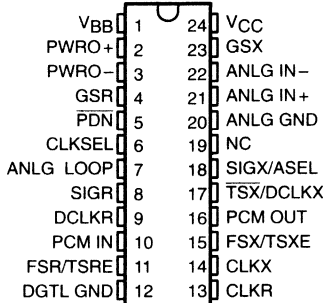 VBB 1 24 VCC
PWRO+ 2 23 GSX
PWRO− 3 22 ANLG IN−
GSR 4 21 ANLG IN+
PDN 5 20 ANLG GND
CLKSEL 6 19 NC
ANLG LOOP 7 18 SIGX/ASEL
SIGR 8 17 TSX/DCLKX
DCLKR 9 16 PCM OUT
PCM IN 10 15 FSX/TSXE
FSR/TSRE 11 14 CLKX
DGTL GND 12 13 CLKR